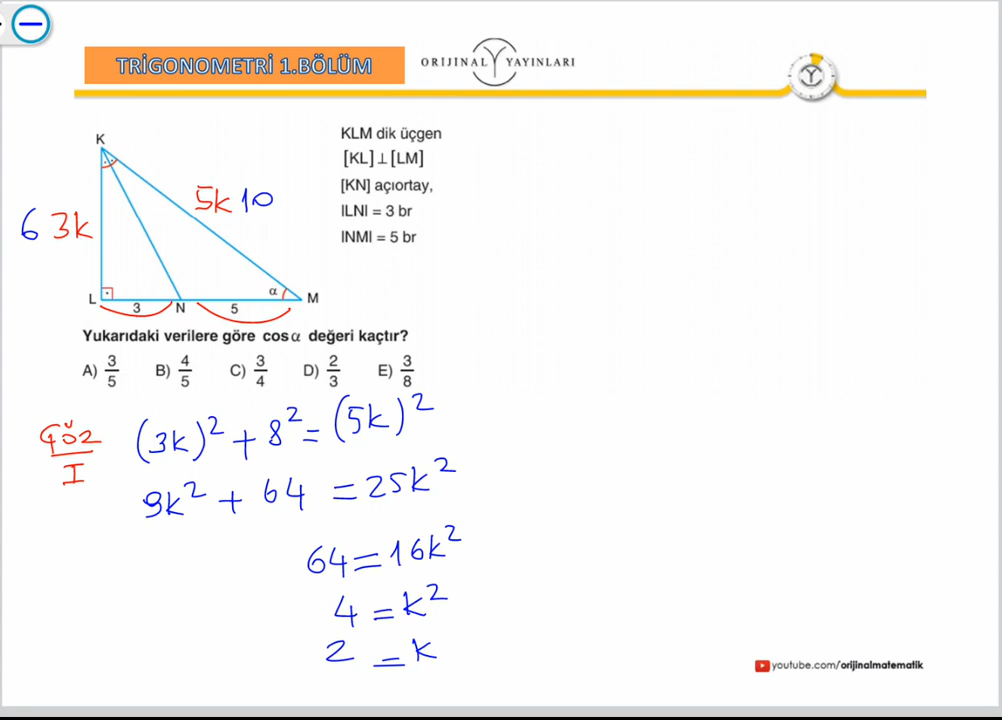 TRİGONOMETRİ 1.BÖLÜM
ORİJİNAL Y YAYINLARI
Y
K
KLM dik üçgen
[KL]⊥[LM]
[KN] açıortay,
|LN| = 3 br
|NM| = 5 br
6 3k
5k 10
L
3
N
5
α
M
Yukarıdaki verilere göre cosα değeri kaçtır?
A) 3/5 B) 4/5 C) 3/4 D) 2/3 E) 3/8
ÇÖZ
I
(3k)² + 8² = (5k)²
9k² + 64 = 25k²
64 = 16k²
4 = k²
2 = k
youtube.com/orijinalmatematik